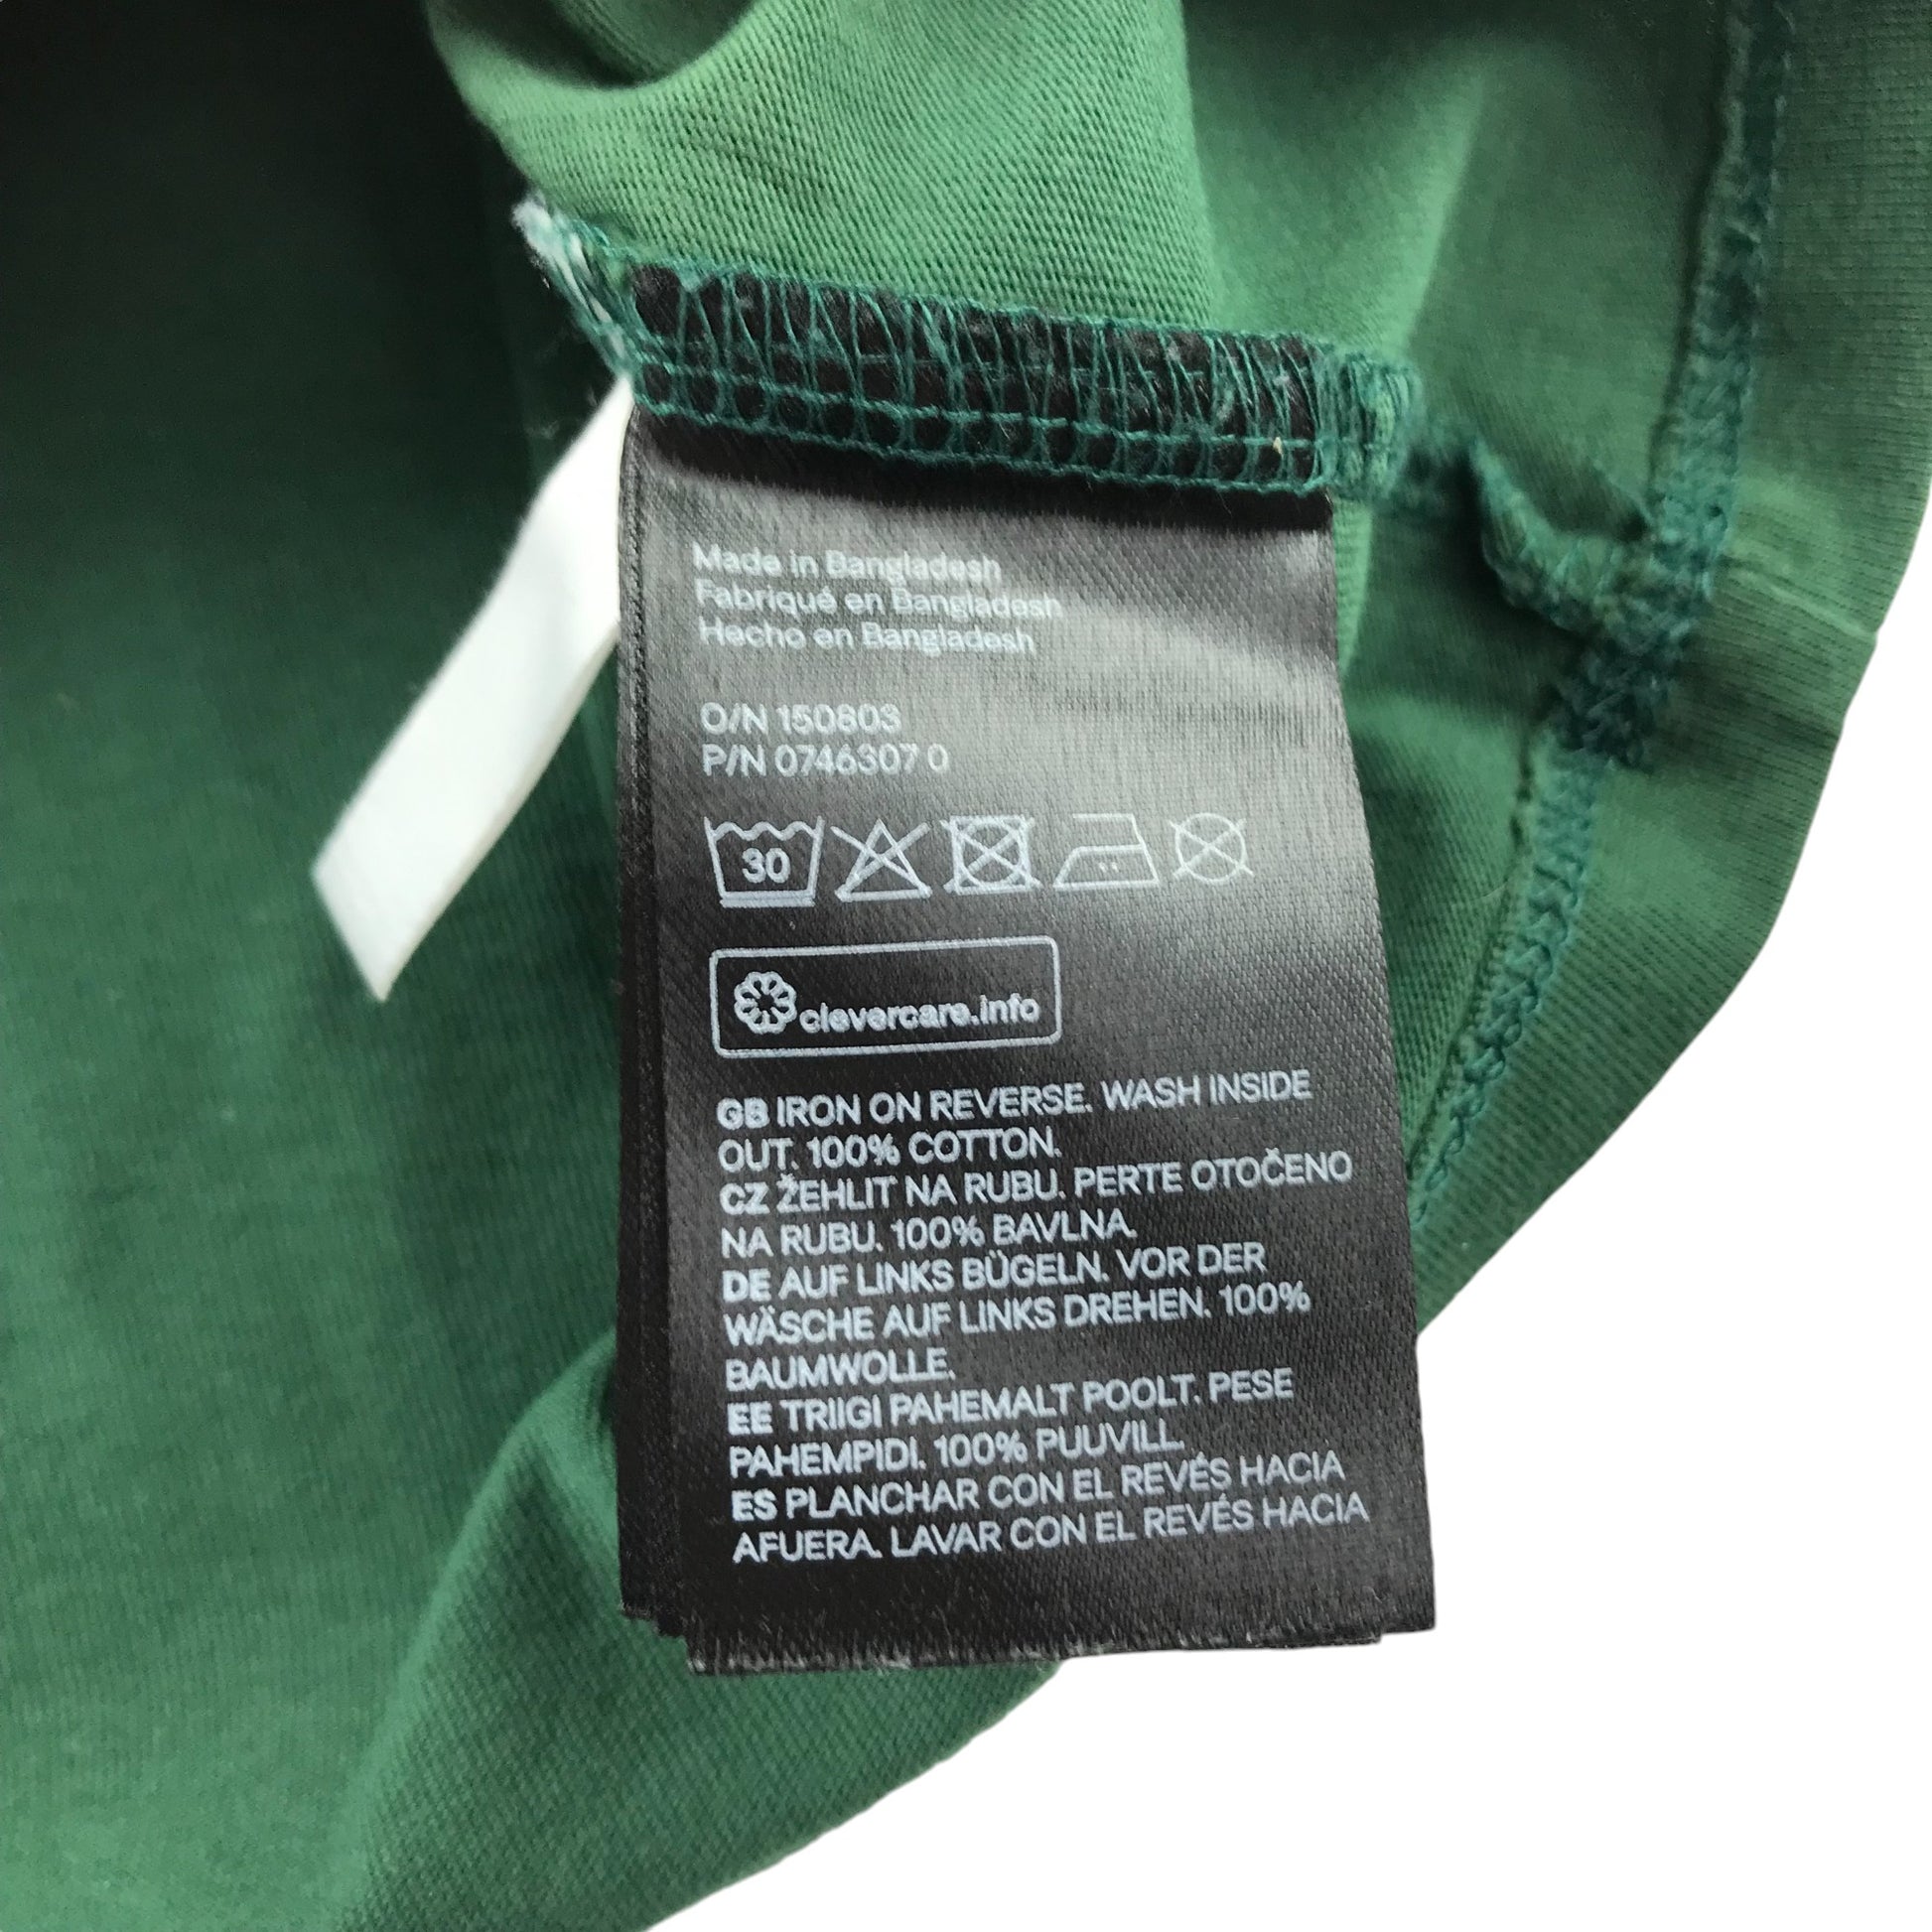 Made in Bangladesh
Fabriqué en Bangladesh
Hecho en Bangladesh
O/N 150803
P/N 0746307 0
30
clevercare.info
GB IRON ON REVERSE. WASH INSIDE
OUT. 100% COTTON.
CZ ŽEHLIT NA RUBU. PERTE OTOČENO
NA RUBU. 100% BAVLNA.
DE AUF LINKS BÜGELN. VOR DER
WÄSCHE AUF LINKS DREHEN. 100%
BAUMWOLLE.
EE TRIIGI PAHEMALT POOLT. PESE
PAHEMPIDI. 100% PUUVILL.
ES PLANCHAR CON EL REVÉS HACIA
AFUERA. LAVAR CON EL REVÉS HACIA